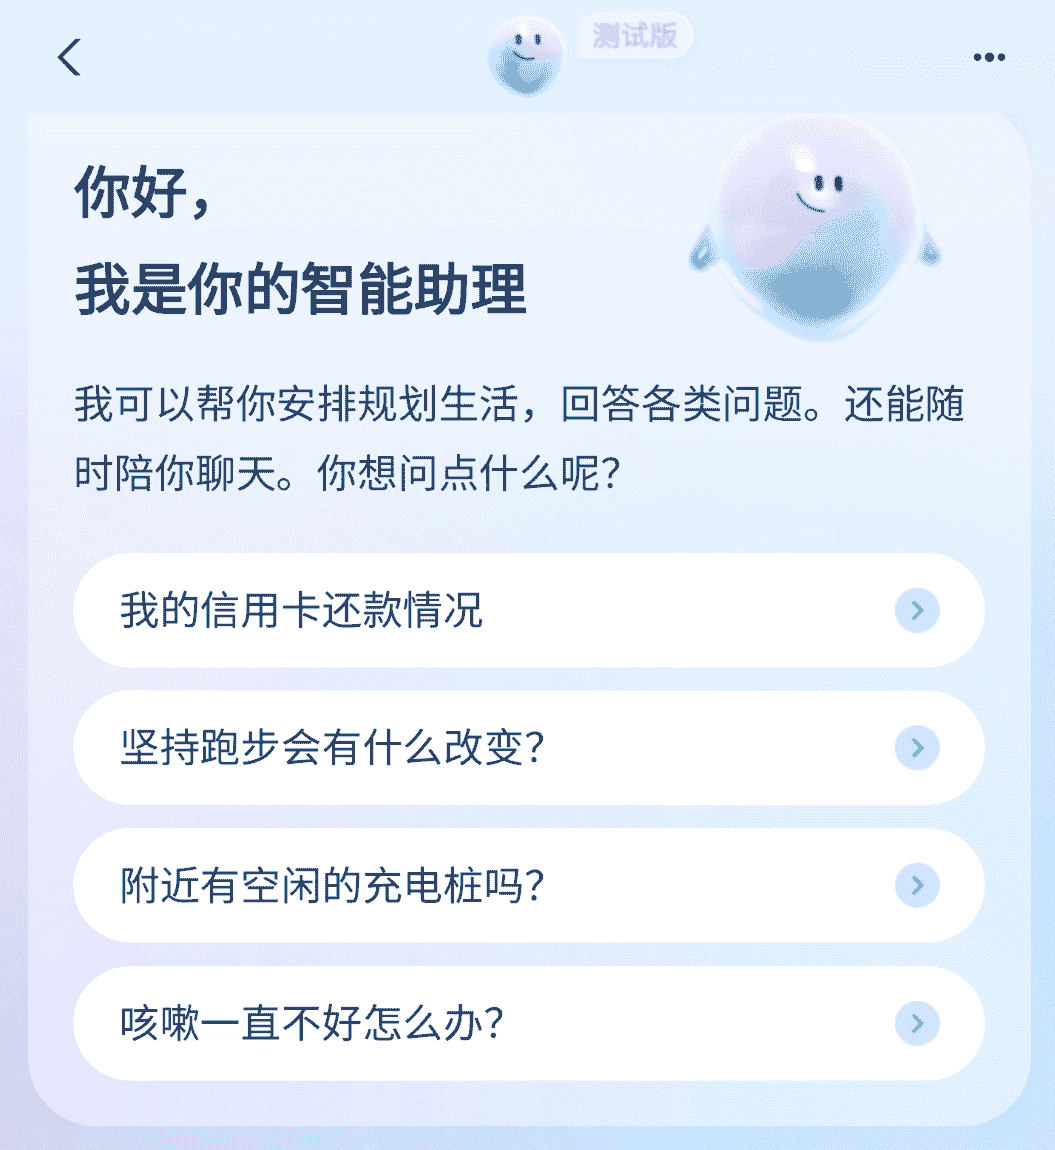 测试版
你好，
我是你的智能助理
我可以帮你安排规划生活，回答各类问题。还能随
时陪你聊天。你想问点什么呢？
我的信用卡还款情况
坚持跑步会有什么改变？
附近有空闲的充电桩吗？
咳嗽一直不好怎么办？